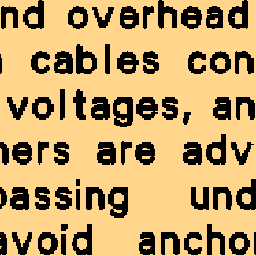 nd overhead
cables con
voltages, an
ners are adv
passing und
avoid ancho